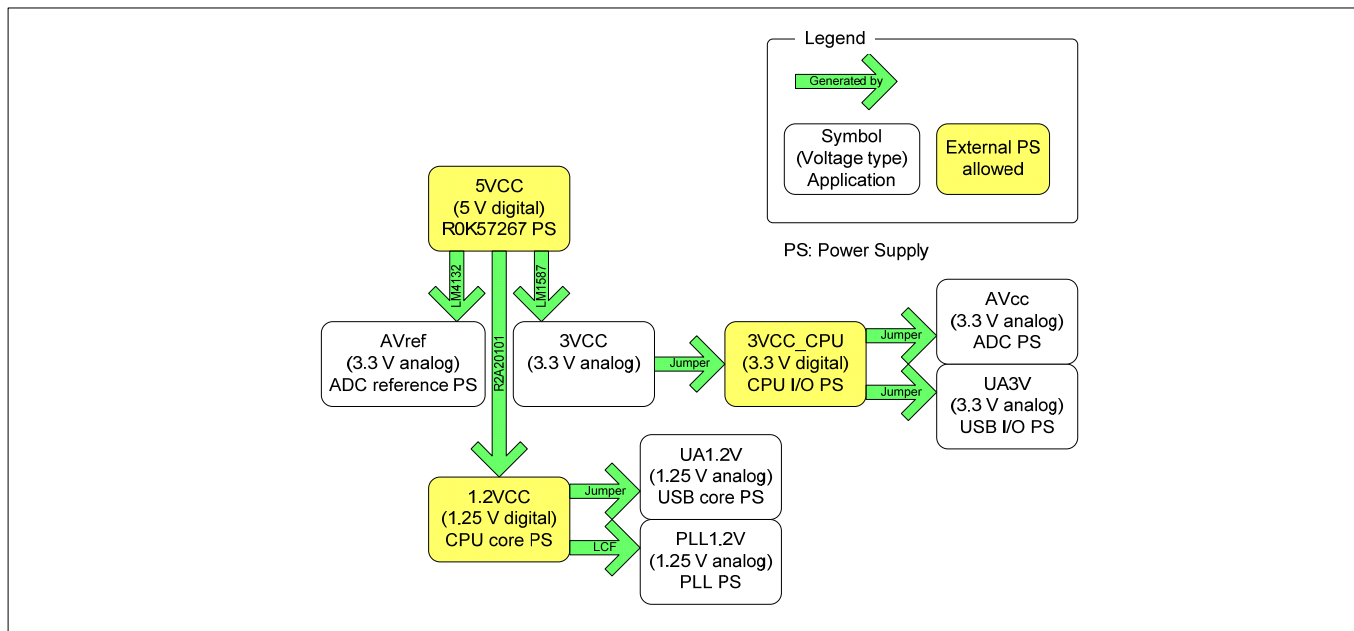 Legend
Generated by
Symbol
(Voltage type)
Application
External PS
allowed
PS: Power Supply
5VCC
(5 V digital)
R0K57267 PS
LM4132
R2A20101
LM1587
AVref
(3.3 V analog)
ADC reference PS
3VCC
(3.3 V analog)
Jumper
3VCC_CPU
(3.3 V digital)
CPU I/O PS
Jumper
Jumper
AVcc
(3.3 V analog)
ADC PS
UA3V
(3.3 V analog)
USB I/O PS
1.2VCC
(1.25 V digital)
CPU core PS
Jumper
LCF
UA1.2V
(1.25 V analog)
USB core PS
PLL1.2V
(1.25 V analog)
PLL PS